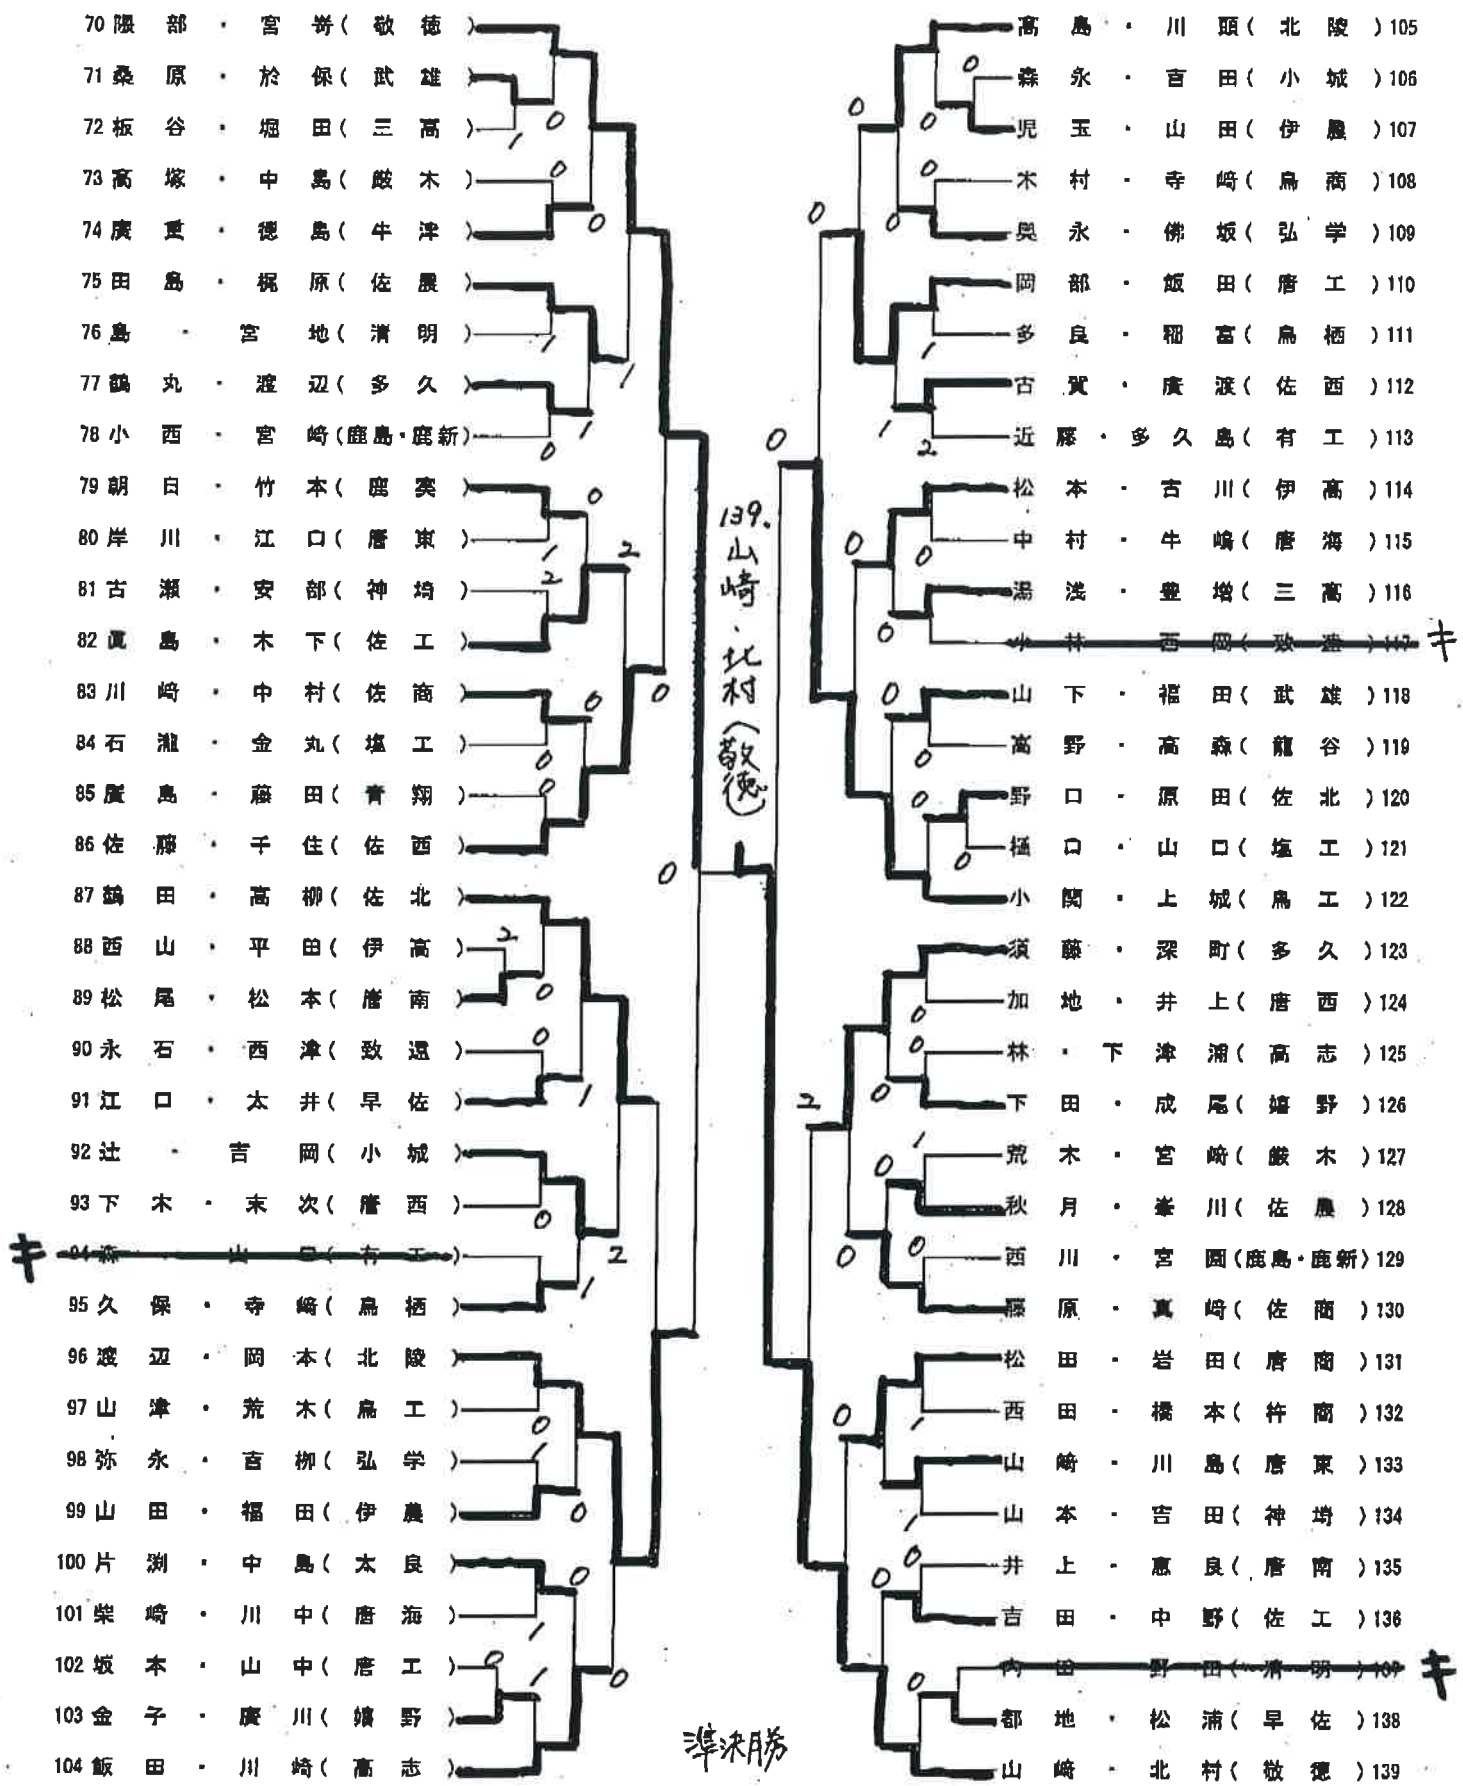 70 隈部・宮嵜(敬徳)
71 桑原・於保(武雄)
72 板谷・堀田(三高)
73 高塚・中島(厳木)
74 廣重・徳島(牛津)
75 田島・梶原(佐農)
76 島・宮地(清明)
77 鶴丸・渡辺(多久)
78 小西・宮崎(鹿島・鹿新)
79 朝日・竹本(鹿実)
80 岸川・江口(唐東)
81 古瀬・安部(神埼)
82 眞島・木下(佐工)
83 川崎・中村(佐商)
84 石瀧・金丸(塩工)
85 廣島・藤田(青翔)
86 佐藤・千住(佐西)
87 鶴田・高柳(佐北)
88 西山・平田(伊高)
89 松尾・松本(唐南)
90 永石・西津(致遠)
91 江口・太井(早佐)
92 辻・吉岡(小城)
93 下木・末次(唐西)
キ 94 森 山口(有工)
95 久保・寺﨑(鳥栖)
96 渡辺・岡本(北陵)
97 山津・荒木(鳥工)
98 弥永・吉柳(弘学)
99 山田・福田(伊農)
100 片渕・中島(太良)
101 柴崎・川中(唐海)
102 坂本・山中(唐工)
103 金子・廣川(嬉野)
104 飯田・川崎(高志)
139.山崎・北村(敬徳)
準決勝
髙島・川頭(北陵)105
森永・吉田(小城)106
児玉・山田(伊農)107
木村・寺崎(鳥商)108
奥永・佛坂(弘学)109
岡部・飯田(唐工)110
多良・稲富(鳥栖)111
古賀・廣渡(佐西)112
近藤・多久島(有工)113
松本・古川(伊高)114
中村・牛嶋(唐海)115
湯浅・豊増(三高)116
小林 西岡(致遠)117 キ
山下・福田(武雄)118
高野・高森(龍谷)119
野口・原田(佐北)120
樋口・山口(塩工)121
小関・上城(鳥工)122
須藤・深町(多久)123
加地・井上(唐西)124
林・下津浦(高志)125
下田・成尾(嬉野)126
荒木・宮崎(厳木)127
秋月・峯川(佐農)128
西川・宮園(鹿島・鹿新)129
藤原・真崎(佐商)130
松田・岩田(唐商)131
西田・橋本(杵商)132
山崎・川島(唐東)133
山本・吉田(神埼)134
井上・恵良(唐南)135
吉田・中野(佐工)136
内田 野田(清明)137 キ
都地・松浦(早佐)138
山崎・北村(敬徳)139